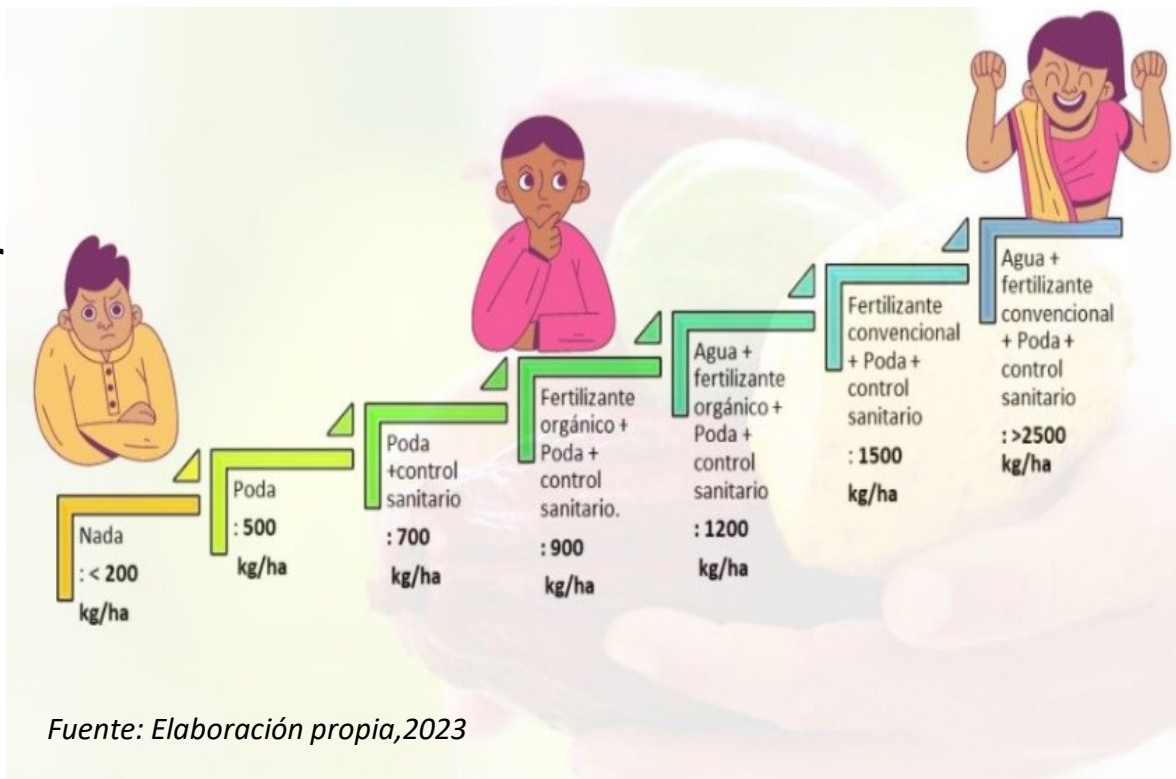 Nada
: < 200
kg/ha
Poda
: 500
kg/ha
Poda
+control
sanitario
: 700
kg/ha
Fertilizante
orgánico +
Poda +
control
sanitario.
: 900
kg/ha
Agua +
fertilizante
orgánico +
Poda +
control
sanitario
: 1200
kg/ha
Fertilizante
convencional
+ Poda +
control
sanitario
: 1500
kg/ha
Agua +
fertilizante
convencional
+ Poda +
control
sanitario
: >2500
kg/ha
Fuente: Elaboración propia,2023